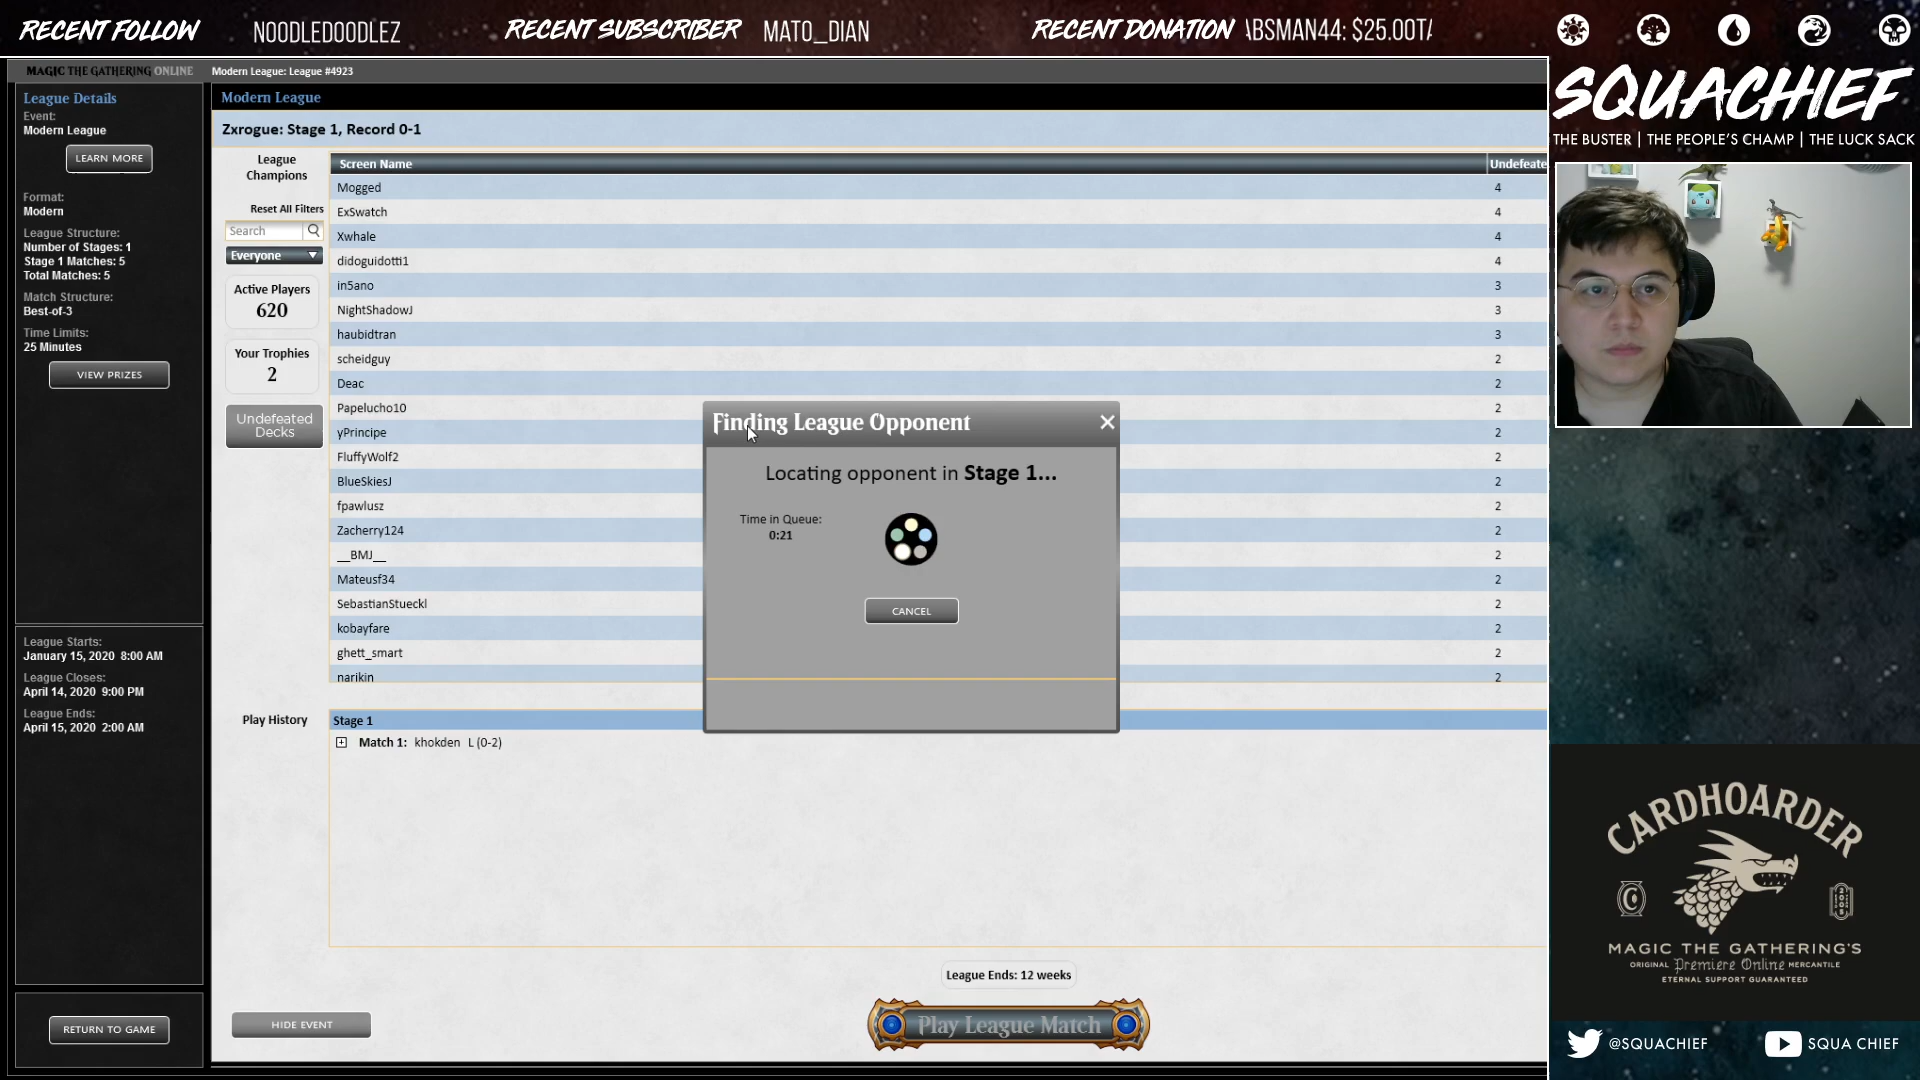 RECENT FOLLOW NOODLEDOODLEZ RECENT SUBSCRIBER MATO_DIAN RECENT DONATION \BSMAN44: $25.00TA
MAGIC THE GATHERING ONLINE
Modern League: League #4923
League Details
Event:
Modern League
LEARN MORE
Format:
Modern
League Structure:
Number of Stages: 1
Stage 1 Matches: 5
Total Matches: 5
Match Structure:
Best-of-3
Time Limits:
25 Minutes
VIEW PRIZES
League Starts:
January 15, 2020 8:00 AM
League Closes:
April 14, 2020 9:00 PM
League Ends:
April 15, 2020 2:00 AM
RETURN TO GAME
Modern League
Zxrogue: Stage 1, Record 0-1
League
Champions
Reset All Filters
Search
Everyone
Active Players
620
Your Trophies
2
Undefeated
Decks
Screen Name Undefeate
Mogged 4
ExSwatch 4
Xwhale 4
didoguidotti1 4
in5ano 3
NightShadowJ 3
haubidtran 3
scheidguy 2
Deac 2
Papelucho10 2
yPrincipe 2
FluffyWolf2 2
BlueSkiesJ 2
fpawlusz 2
Zacherry124 2
__BMJ__ 2
Mateusf34 2
SebastianStueckl 2
kobayfare 2
ghett_smart 2
narikin 2
Finding League Opponent
Locating opponent in Stage 1...
Time in Queue:
0:21
CANCEL
Play History
Stage 1
Match 1: khokden L (0-2)
League Ends: 12 weeks
HIDE EVENT
Play League Match
SQUACHIEF
THE BUSTER | THE PEOPLE'S CHAMP | THE LUCK SACK
CARDHOARDER
C
2005
MAGIC THE GATHERING'S
ORIGINAL Premiere Online MERCANTILE
ETERNAL SUPPORT GUARANTEED
@SQUACHIEF
SQUA CHIEF